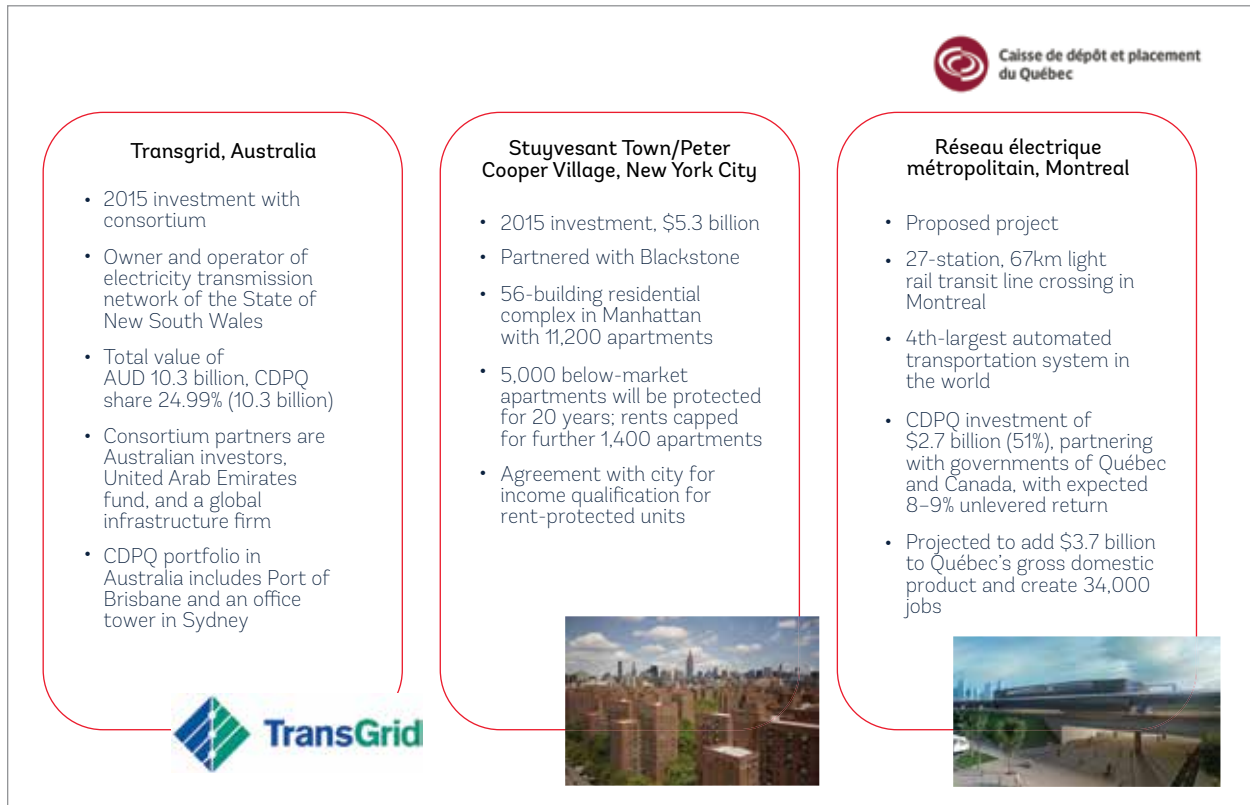 Caisse de dépôt et placement
du Québec
Transgrid, Australia
• 2015 investment with
consortium
• Owner and operator of
electricity transmission
network of the State of
New South Wales
• Total value of
AUD 10.3 billion, CDPQ
share 24.99% (10.3 billion)
• Consortium partners are
Australian investors,
United Arab Emirates
fund, and a global
infrastructure firm
• CDPQ portfolio in
Australia includes Port of
Brisbane and an office
tower in Sydney
TransGrid
Stuyvesant Town/Peter
Cooper Village, New York City
• 2015 investment, $5.3 billion
• Partnered with Blackstone
• 56-building residential
complex in Manhattan
with 11,200 apartments
• 5,000 below-market
apartments will be protected
for 20 years; rents capped
for further 1,400 apartments
• Agreement with city for
income qualification for
rent-protected units
Réseau électrique
métropolitain, Montreal
• Proposed project
• 27-station, 67km light
rail transit line crossing in
Montreal
• 4th-largest automated
transportation system in
the world
• CDPQ investment of
$2.7 billion (51%), partnering
with governments of Québec
and Canada, with expected
8–9% unlevered return
• Projected to add $3.7 billion
to Québec's gross domestic
product and create 34,000
jobs